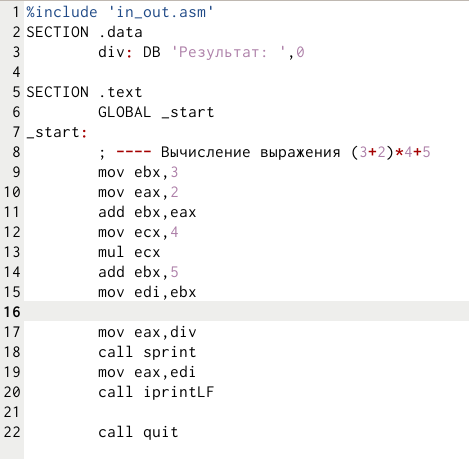 1 %include 'in_out.asm'
2 SECTION .data
3 div: DB 'Результат: ',0
4
5 SECTION .text
6 GLOBAL _start
7 _start:
8 ; ---- Вычисление выражения (3+2)*4+5
9 mov ebx,3
10 mov eax,2
11 add ebx,eax
12 mov ecx,4
13 mul ecx
14 add ebx,5
15 mov edi,ebx
16
17 mov eax,div
18 call sprint
19 mov eax,edi
20 call iprintLF
21
22 call quit